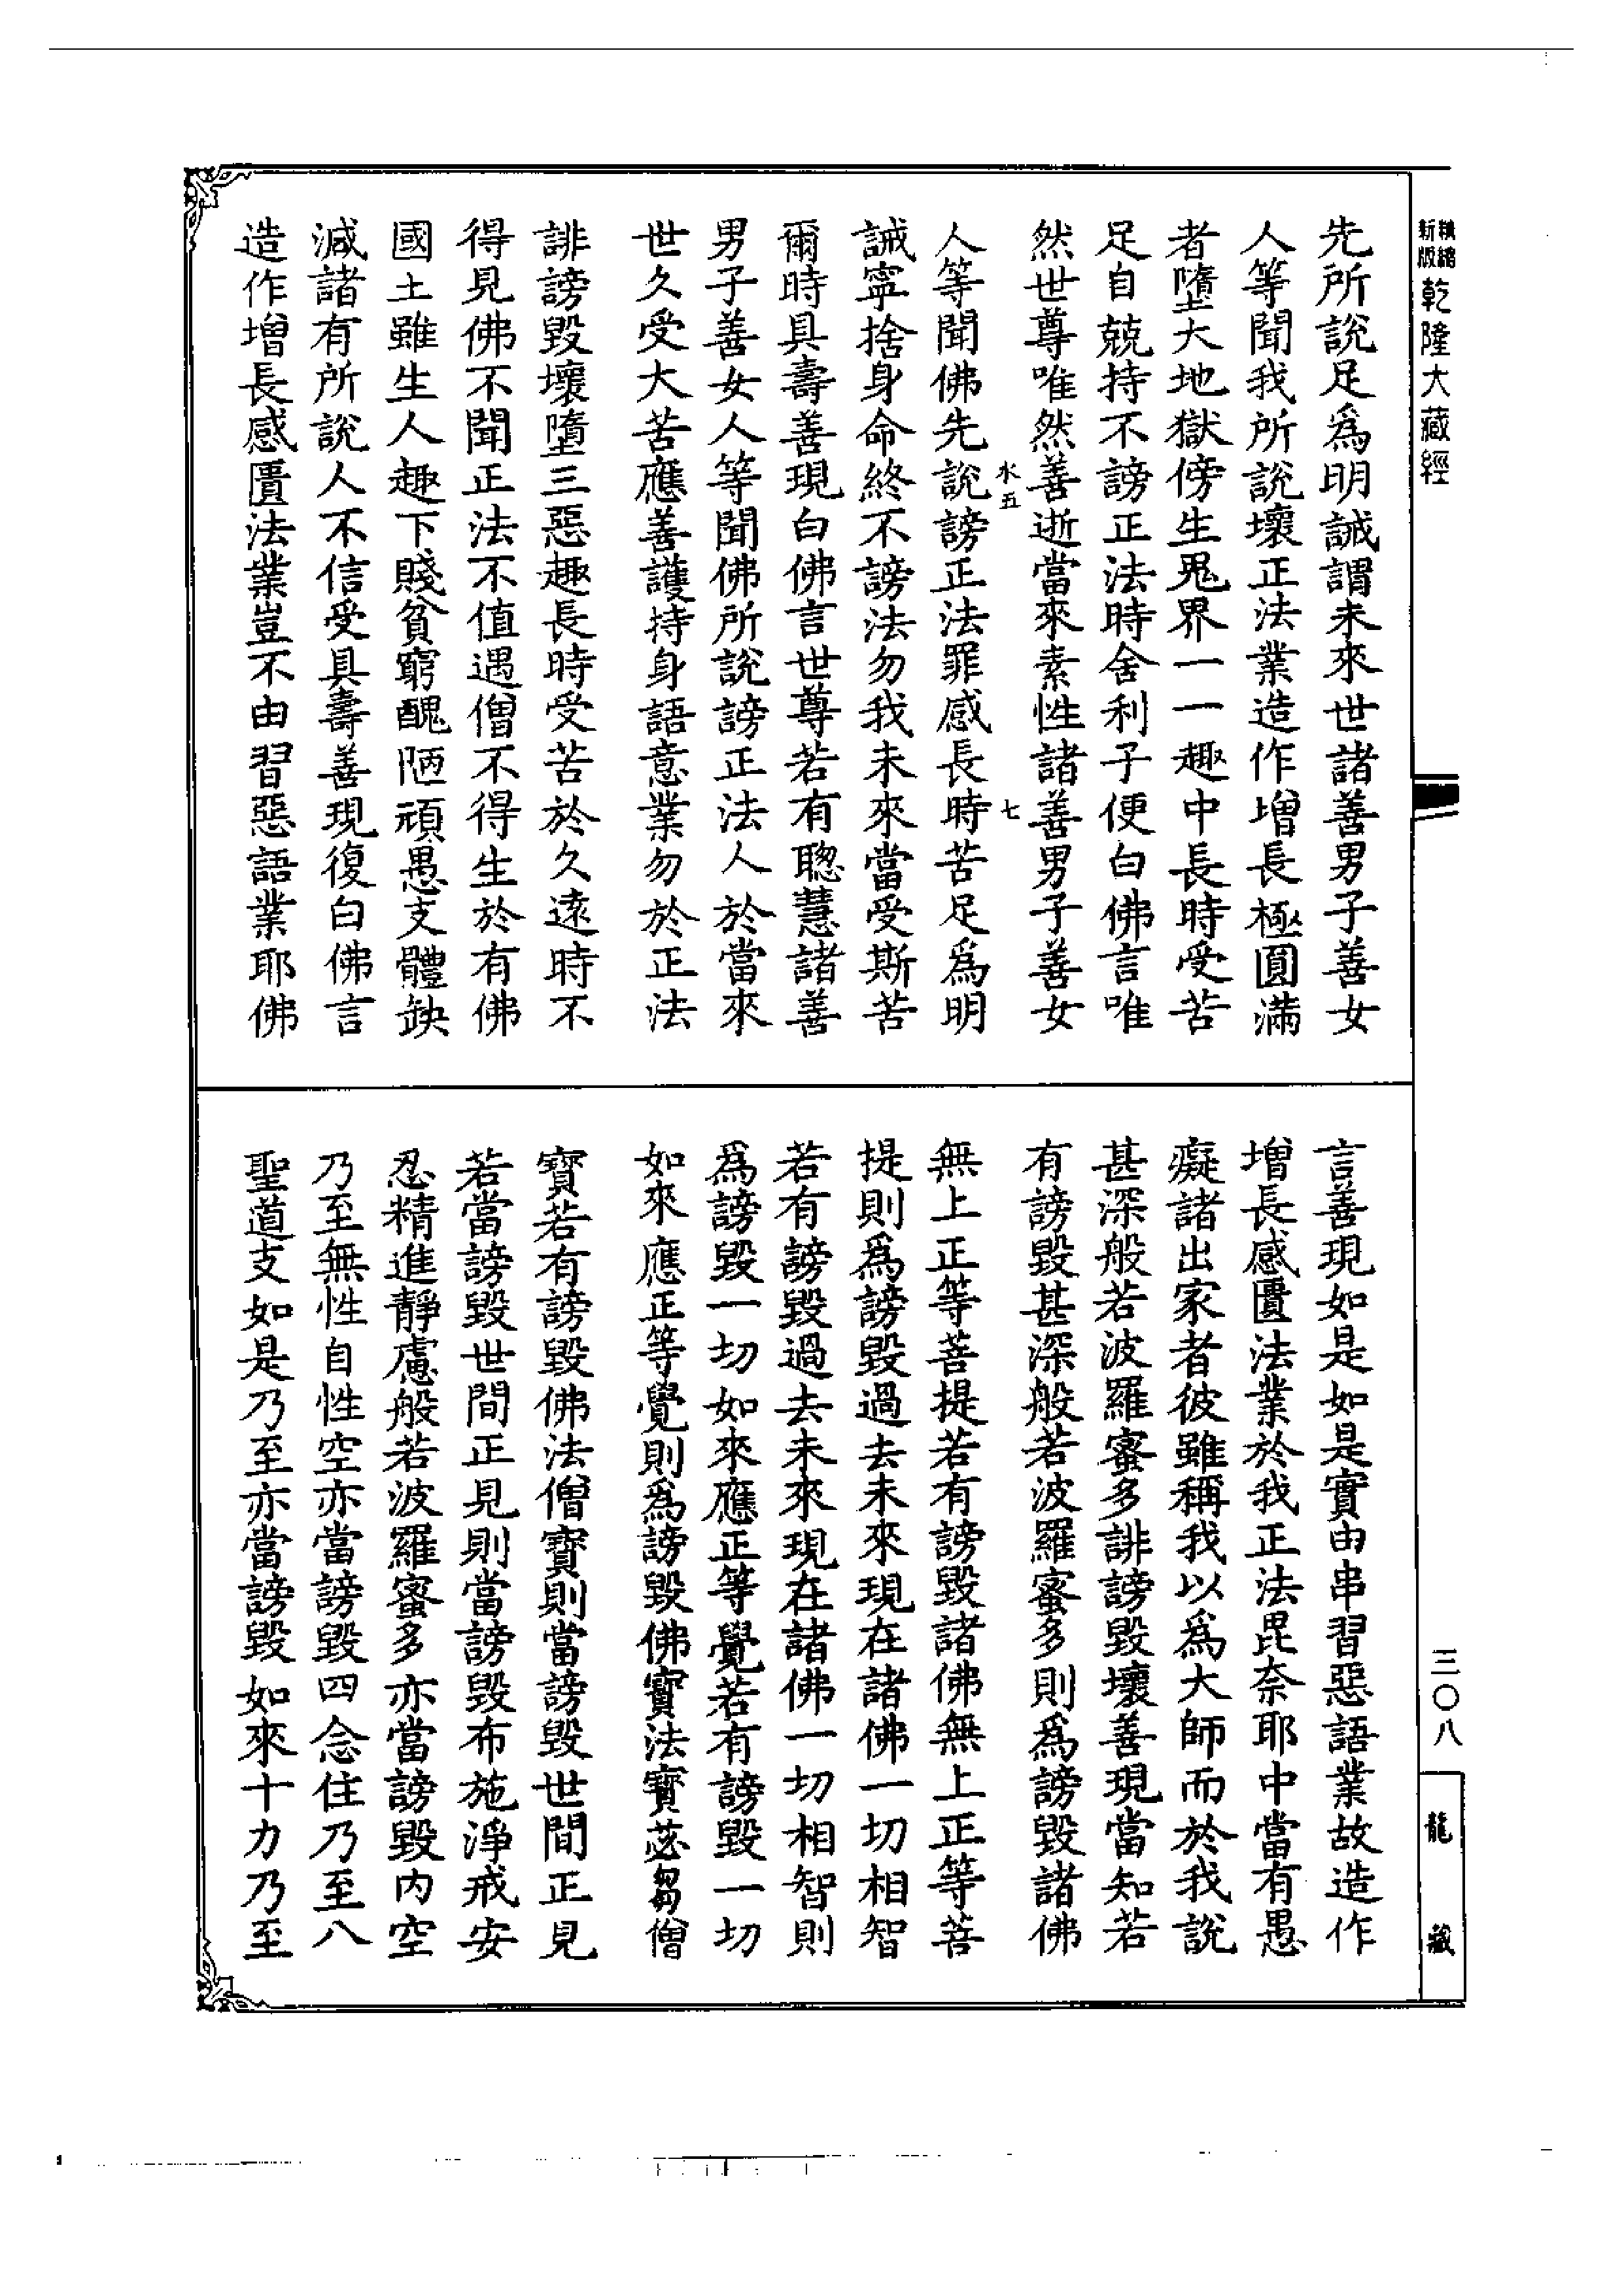 精縮新版乾隆大藏經
先所說足爲明誡謂未來世諸善男子善女
人等聞我所說壞正法業造作增長極圓滿
者墮大地獄傍生鬼界一一趣中長時受苦
足自兢持不謗正法時舍利子便白佛言唯
然世尊唯然善逝當來素性諸善男子善女
水五 七
人等聞佛先說謗正法罪感長時苦足爲明
誡寧捨身命終不謗法勿我未來當受斯苦
爾時具壽善現白佛言世尊若有聰慧諸善
男子善女人等聞佛所說謗正法人於當來
世久受大苦應善護持身語意業勿於正法
誹謗毀壞墮三惡趣長時受苦於久遠時不
得見佛不聞正法不值遇僧不得生於有佛
國土雖生人趣下賤貧窮醜陋頑愚支體缺
減諸有所說人不信受具壽善現復白佛言
造作增長感匱法業豈不由習惡語業耶佛
言善現如是如是實由串習惡語業故造作
增長感匱法業於我正法毘奈耶中當有愚
癡諸出家者彼雖稱我以爲大師而於我說
甚深般若波羅蜜多誹謗毀壞善現當知若
有謗毀甚深般若波羅蜜多則爲謗毀諸佛
無上正等菩提若有謗毀諸佛無上正等菩
提則爲謗毀過去未來現在諸佛一切相智
若有謗毀過去未來現在諸佛一切相智則
爲謗毀一切如來應正等覺若有謗毀一切
如來應正等覺則爲謗毀佛寶法寶苾芻僧
寶若有謗毀佛法僧寶則當謗毀世間正見
若當謗毀世間正見則當謗毀布施淨戒安
忍精進靜慮般若波羅蜜多亦當謗毀內空
乃至無性自性空亦當謗毀四念住乃至八
聖道支如是乃至亦當謗毀如來十力乃至
三〇八
龍藏